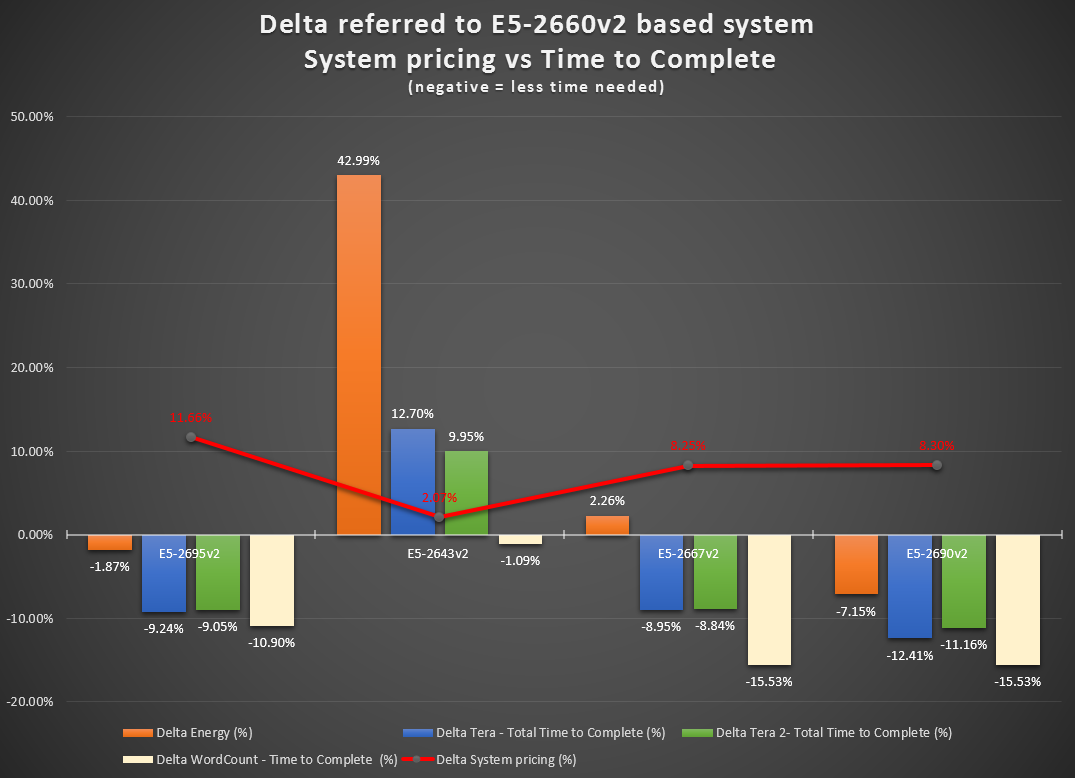 Delta referred to E5-2660v2 based system
System pricing vs Time to Complete
(negative = less time needed)
50.00%
40.00%
30.00%
20.00%
10.00%
0.00%
-10.00%
-20.00%
42.99%
12.70%
9.95%
2.07%
2.26%
-1.87%
E5-2695v2
-9.24%
-9.05%
-10.90%
E5-2643v2
-1.09%
E5-2667v2
-8.95%
-8.84%
-15.53%
E5-2690v2
-7.15%
-12.41%
-11.16%
-15.53%
Delta Energy (%)
Delta Tera - Total Time to Complete (%)
Delta Tera 2- Total Time to Complete (%)
Delta WordCount - Time to Complete (%)
Delta System pricing (%)